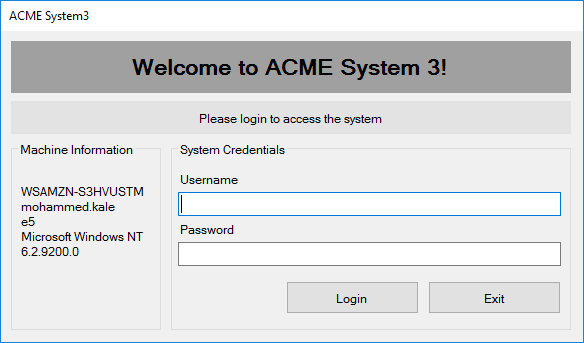 ACME System3
Welcome to ACME System 3!
Please login to access the system
Machine Information
WSAMZN-S3HVUSTM
mohammed.kale
e5
Microsoft Windows NT
6.2.9200.0
System Credentials
Username
Password
Login
Exit